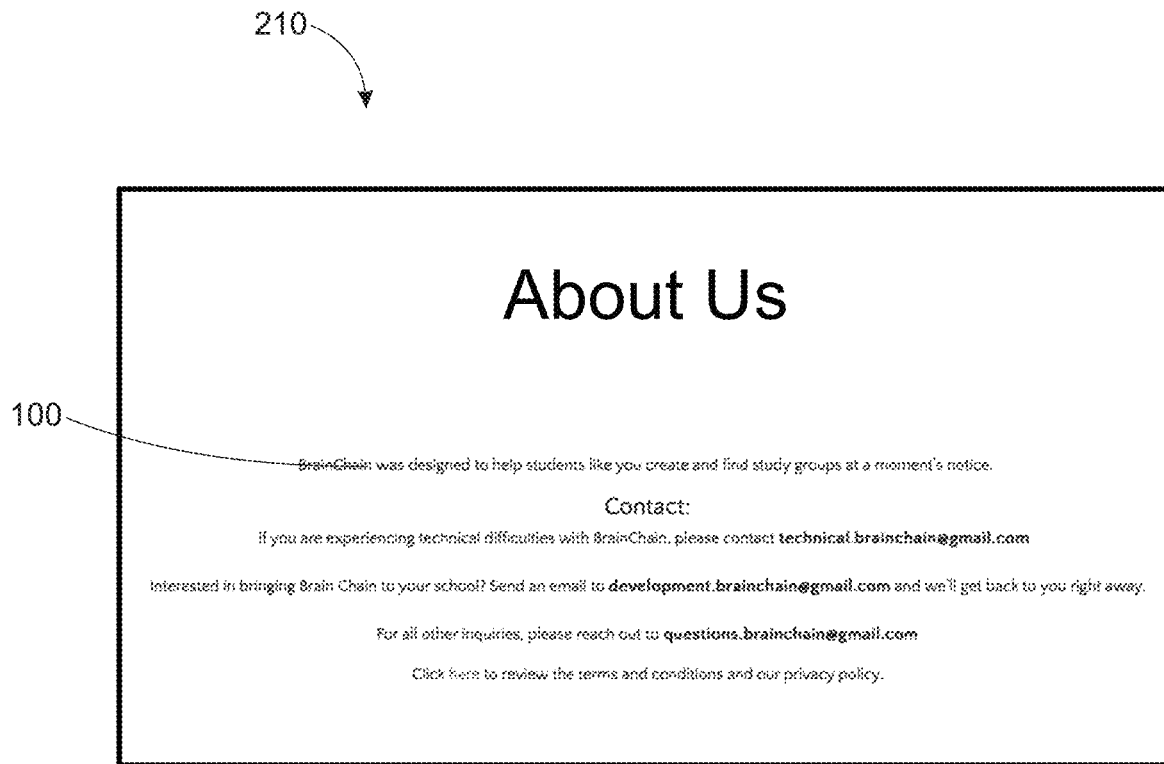 210
About Us
100
BrainChain was designed to help students like you create and find study groups at a moment's notice.
Contact:
If you are experiencing technical difficulties with BrainChain, please contact technical.brainchain@gmail.com
Interested in bringing Brain Chain to your school? Send an email to development.brainchain@gmail.com and we'll get back to you right away.
For all other inquiries, please reach out to questions.brainchain@gmail.com
Click here to review the terms and conditions and our privacy policy.